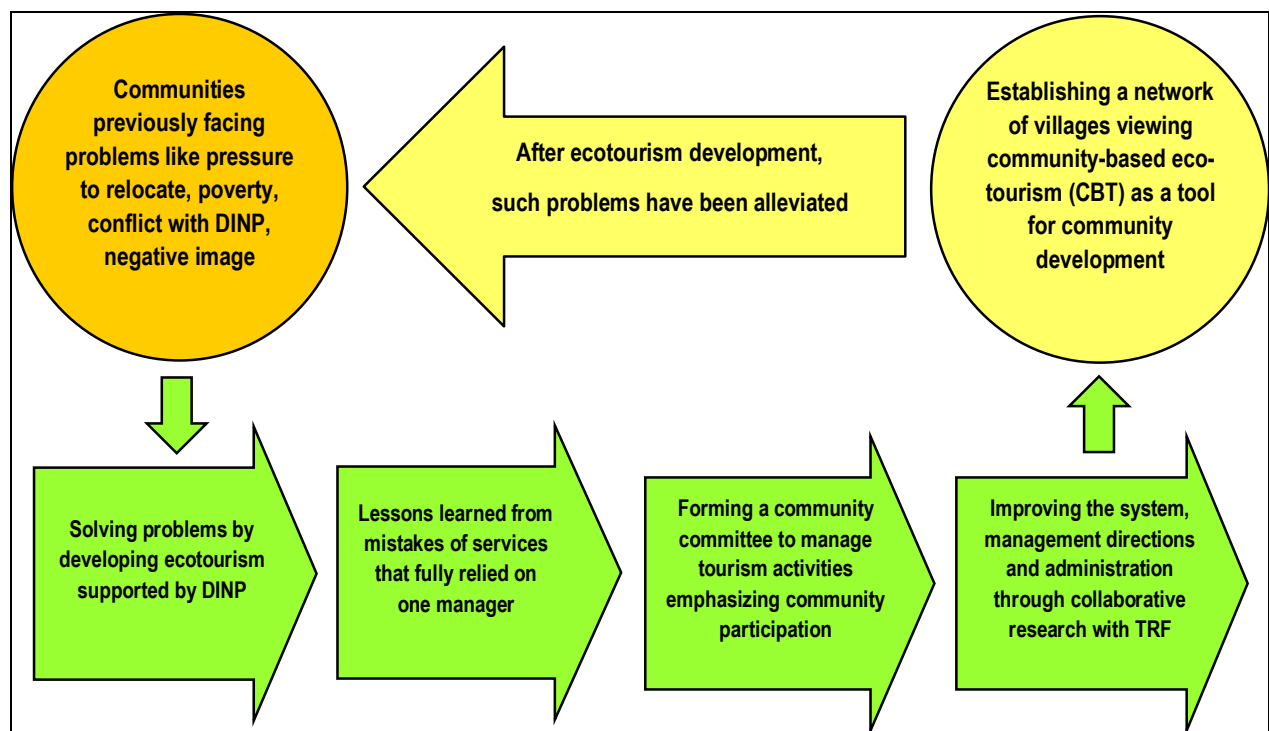 Communities
previously facing
problems like pressure
to relocate, poverty,
conflict with DINP,
negative image
After ecotourism development,
such problems have been alleviated
Establishing a network
of villages viewing
community-based eco-
tourism (CBT) as a tool
for community
development
Solving problems by
developing ecotourism
supported by DINP
Lessons learned from
mistakes of services
that fully relied on
one manager
Forming a community
committee to manage
tourism activities
emphasizing community
participation
Improving the system,
management directions
and administration
through collaborative
research with TRF